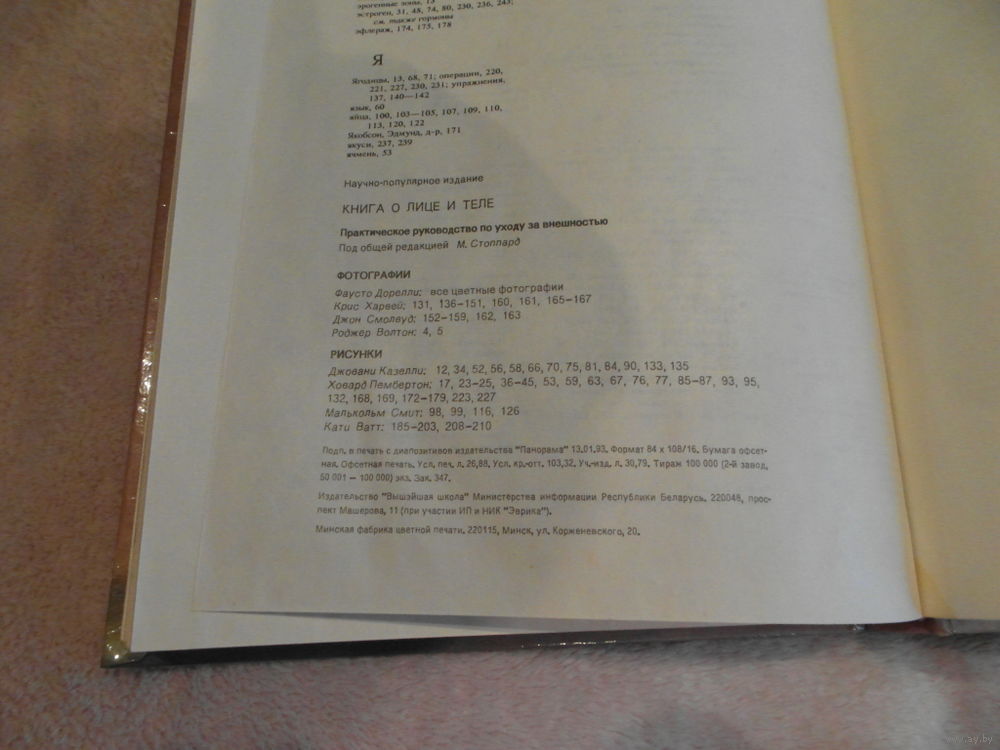 эрогенные зоны, 13
эстроген, 31, 48, 74, 80, 230, 236, 243;
см. также гормоны
эфлераж, 174, 175, 178
Я
Ягодицы, 13, 68, 71; операции, 220,
221, 227, 230, 231; упражнения,
137, 140—142
язык, 60
яйца, 100, 103—105, 107, 109, 110,
113, 120, 122
Якобсон, Эдмунд, д-р, 171
якуси, 237, 239
ячмень, 53
Научно-популярное издание
КНИГА О ЛИЦЕ И ТЕЛЕ
Практическое руководство по уходу за внешностью
Под общей редакцией М. Стоппард
ФОТОГРАФИИ
Фаусто Дорелли: все цветные фотографии
Крис Харвей: 131, 136-151, 160, 161, 165-167
Джон Смолвуд: 152-159, 162, 163
Роджер Волтон: 4, 5
РИСУНКИ
Джовани Казелли: 12, 34, 52, 56, 58, 66, 70, 75, 81, 84, 90, 133, 135
Ховард Пембертон: 17, 23-25, 36-45, 53, 59, 63, 67, 76, 77, 85-87, 93, 95,
132, 168, 169, 172-179, 223, 227
Малькольм Смит: 98, 99, 116, 126
Кати Ватт: 185-203, 208-210
Подп. в печать с диапозитивов издательства "Панорама" 13.01.93. Формат 84 x 108/16. Бумага офсет-
ная. Офсетная печать. Усл. печ. л. 26,88. Усл. кр.-отт. 103,32. Уч.-изд. л. 30,79. Тираж 100 000 (2-й завод,
50 001 — 100 000) экз. Зак. 347.
Издательство "Вышэйшая школа" Министерства информации Республики Беларусь. 220048, прос-
пект Машерова, 11 (при участии ИП и НИК "Эврика").
Минская фабрика цветной печати. 220115, Минск, ул. Корженевского, 20.
www.ay.by